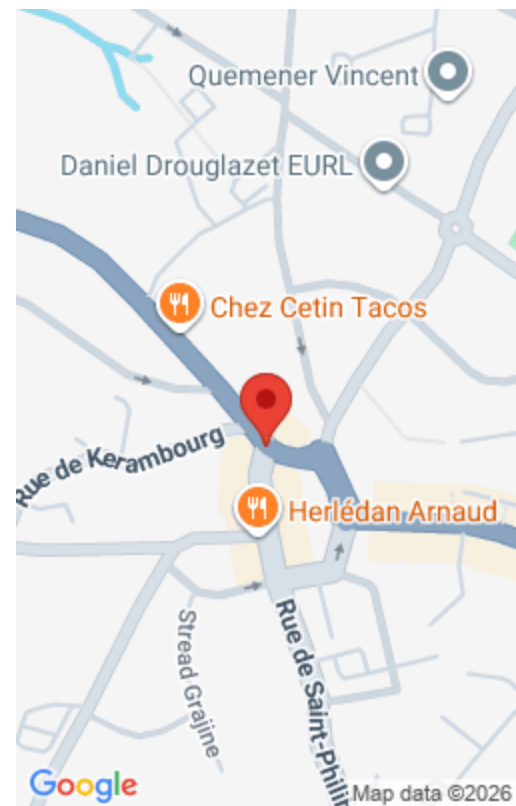 Quemener Vincent
Daniel Drouglazet EURL
Chez Cetin Tacos
Rue de Kerambourg
Herlédan Arnaud
Stread Grajine
Rue de Saint-Phili
Google
Map data ©2026